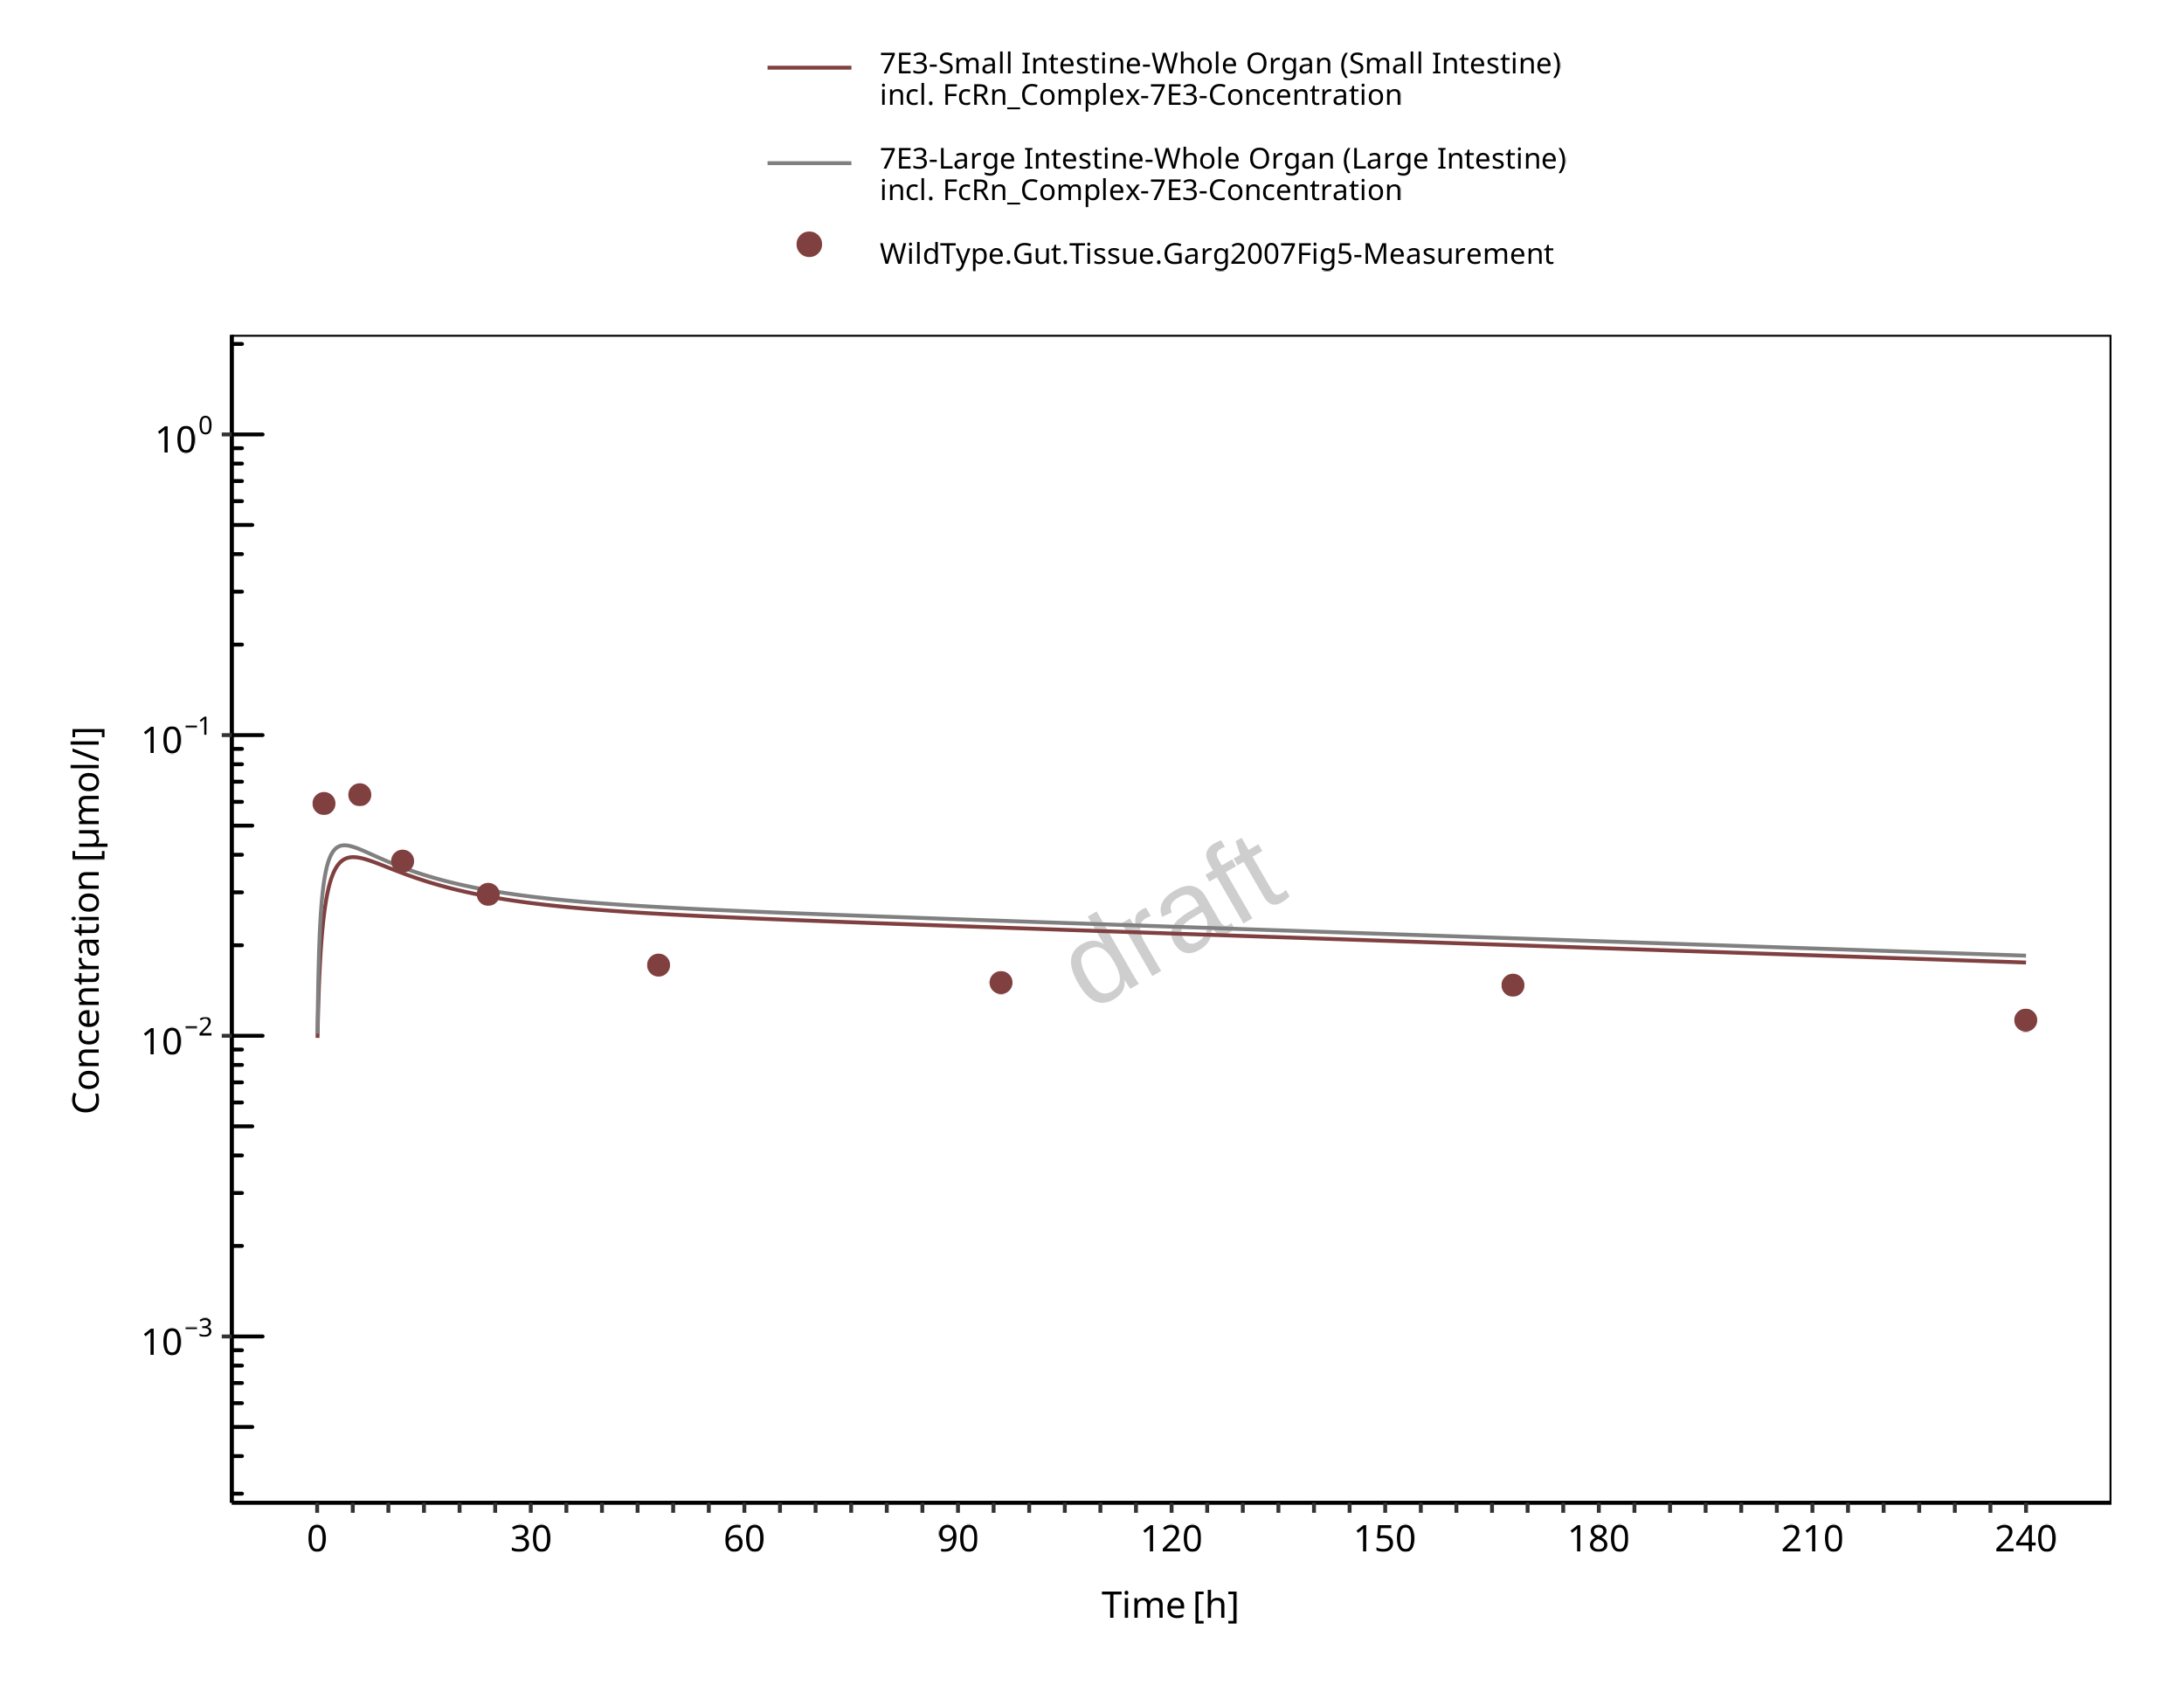 7E3-Small Intestine-Whole Organ (Small Intestine)
incl. FcRn_Complex-7E3-Concentration
7E3-Large Intestine-Whole Organ (Large Intestine)
incl. FcRn_Complex-7E3-Concentration
WildType.Gut.Tissue.Garg2007Fig5-Measurement
Concentration [µmol/l]
10⁰
10⁻¹
10⁻²
10⁻³
draft
0 30 60 90 120 150 180 210 240
Time [h]